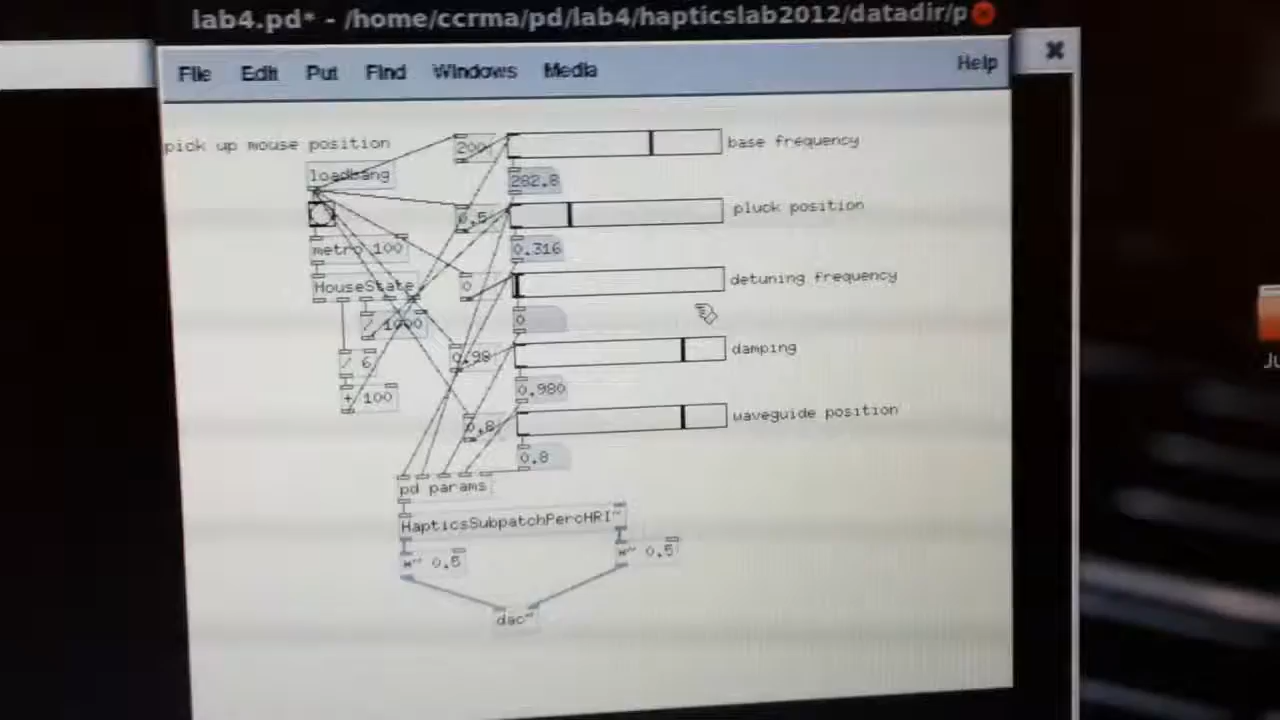 lab4.pd* - /home/ccrma/pd/lab4/hapticslab2012/datadir/p
File Edit Put Find Windows Media Help
pick up mouse position
loadbang
200
base frequency
282.8
0.5
pluck position
0.316
metro 100
0
detuning frequency
MouseState
0
/ 1000
0.98
damping
/ 6
0.980
+ 100
0.8
waveguide position
0.8
pd params
HapticsSubpatchPercHRI~
*~ 0.5
*~ 0.5
dac~
Ju